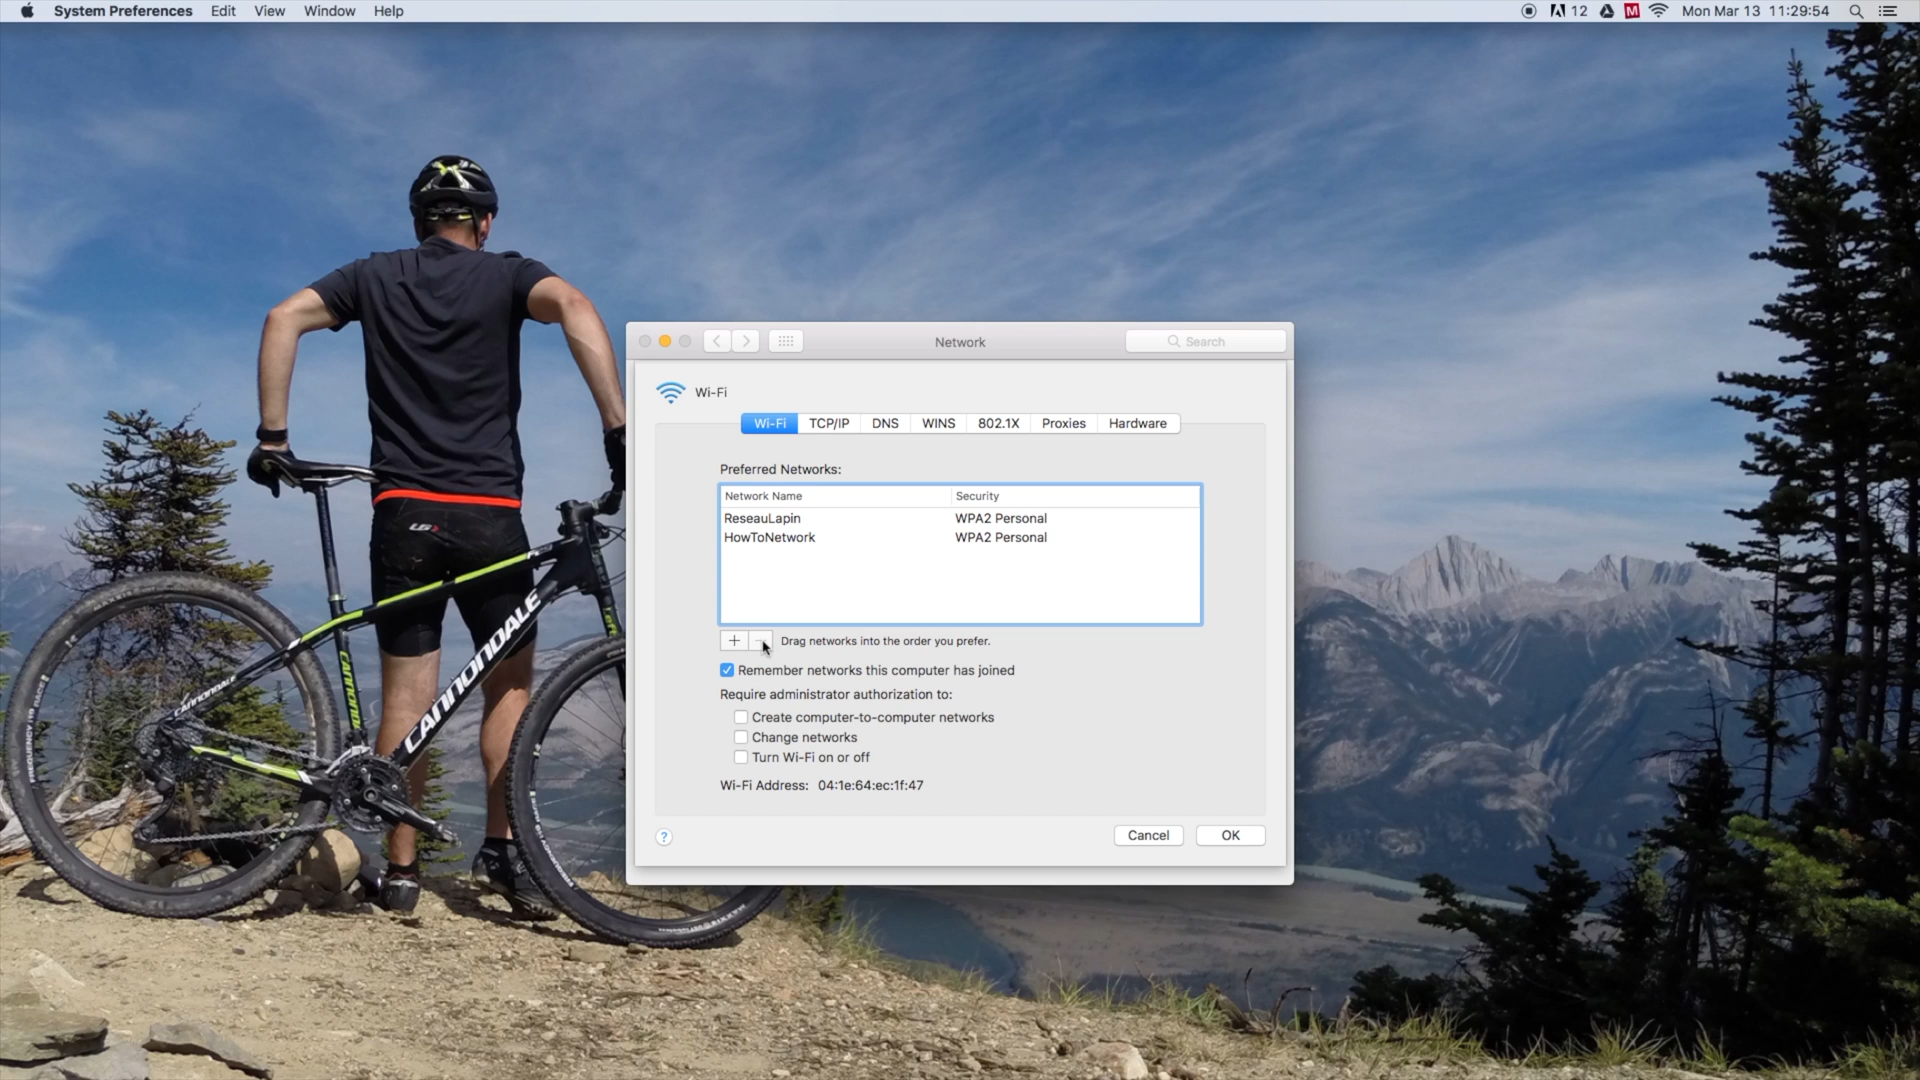 System Preferences Edit View Window Help 12 M Mon Mar 13 11:29:54
Network
Search
Wi-Fi
Wi-Fi TCP/IP DNS WINS 802.1X Proxies Hardware
Preferred Networks:
Network Name Security
ReseauLapin WPA2 Personal
HowToNetwork WPA2 Personal
+ Drag networks into the order you prefer.
Remember networks this computer has joined
Require administrator authorization to:
Create computer-to-computer networks
Change networks
Turn Wi-Fi on or off
Wi-Fi Address: 04:1e:64:ec:1f:47
? Cancel OK
CANNONDALE
CANNONDALE